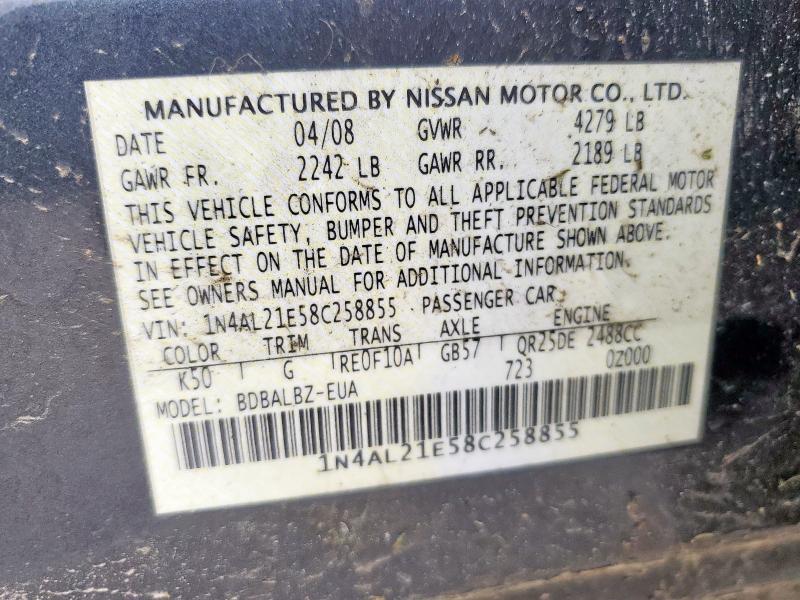 MANUFACTURED BY NISSAN MOTOR CO., LTD.
DATE 04/08 GVWR 4279 LB
GAWR FR. 2242 LB GAWR RR. 2189 LB
THIS VEHICLE CONFORMS TO ALL APPLICABLE FEDERAL MOTOR
VEHICLE SAFETY, BUMPER AND THEFT PREVENTION STANDARDS
IN EFFECT ON THE DATE OF MANUFACTURE SHOWN ABOVE.
SEE OWNERS MANUAL FOR ADDITIONAL INFORMATION.
VIN: 1N4AL21E58C258855 PASSENGER CAR
COLOR TRIM TRANS AXLE ENGINE
K50 G RE0F10A GB57 QR25DE 2488CC
MODEL: BDBALBZ-EUA 723 0Z000
1N4AL21E58C258855